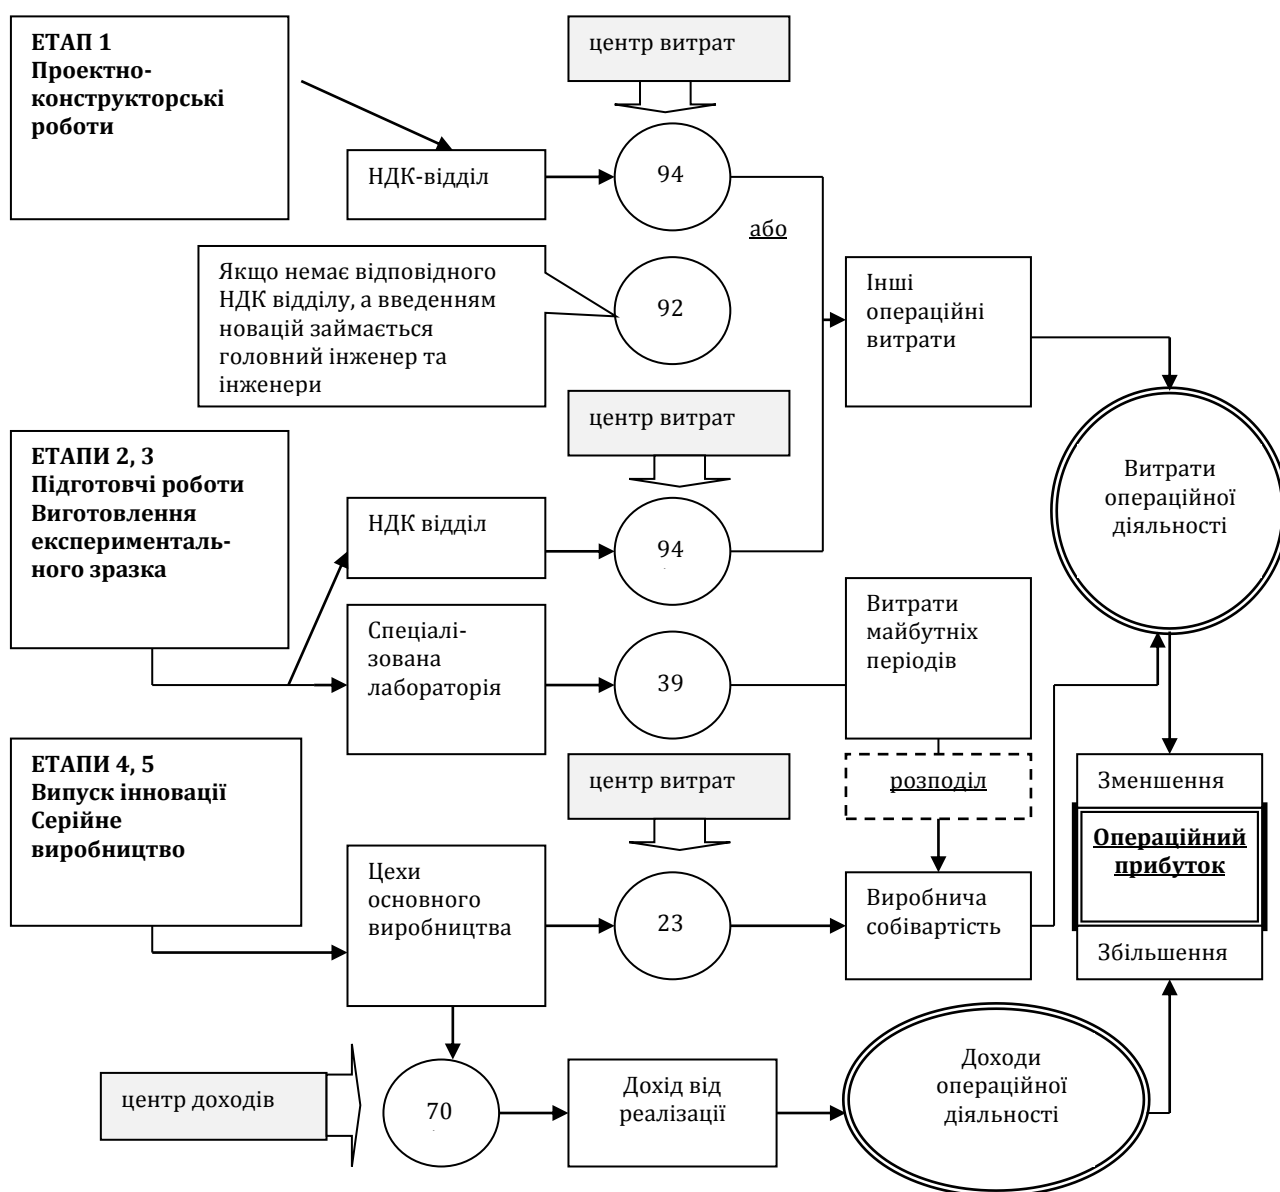 ЕТАП 1
Проектно-
конструкторські
роботи
центр витрат
НДК-відділ
94
або
Якщо немає відповідного
НДК відділу, а введенням
новацій займається
головний інженер та
інженери
92
Інші
операційні
витрати
центр витрат
ЕТАПИ 2, 3
Підготовчі роботи
Виготовлення
експерименталь-
ного зразка
НДК відділ
94
Витрати
операційної
діяльності
Спеціалі-
зована
лабораторія
39
Витрати
майбутніх
періодів
ЕТАПИ 4, 5
Випуск інновації
Серійне
виробництво
центр витрат
розподіл
Зменшення
Операційний
прибуток
Збільшення
Цехи
основного
виробництва
23
Виробнича
собівартість
центр доходів
70
Дохід від
реалізації
Доходи
операційної
діяльності